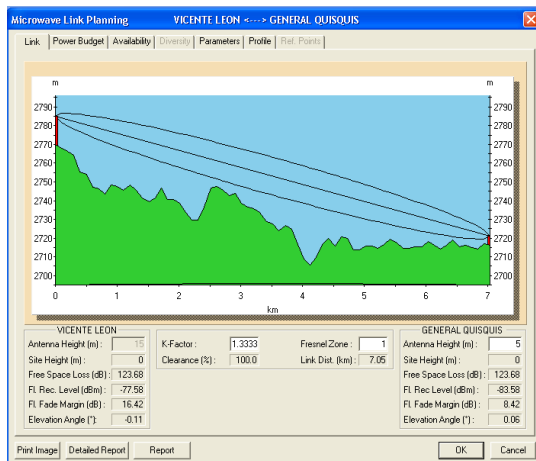 Microwave Link Planning VICENTE LEON <---> GENERAL QUISQUIS
Link Power Budget Availability Diversity Parameters Profile Ref. Points
m m
2790 2790
2780 2780
2770 2770
2760 2760
2750 2750
2740 2740
2730 2730
2720 2720
2710 2710
2700 2700
0 1 2 3 4 5 6 7
km
VICENTE LEON GENERAL QUISQUIS
Antenna Height (m) : 15 K-Factor : 1.3333 Fresnel Zone : 1 Antenna Height (m) : 5
Site Height (m) : 0 Clearance (%) : 100.0 Link Dist. (km) : 7.05 Site Height (m) : 0
Free Space Loss (dB) : 123.68 Free Space Loss (dB) : 123.68
Fl. Rec. Level (dBm) : -77.58 Fl. Rec. Level (dBm) : -83.58
Fl. Fade Margin (dB) : 16.42 Fl. Fade Margin (dB) : 8.42
Elevation Angle (°): -0.11 Elevation Angle (°) : 0.06
Print Image Detailed Report Report OK Cancel